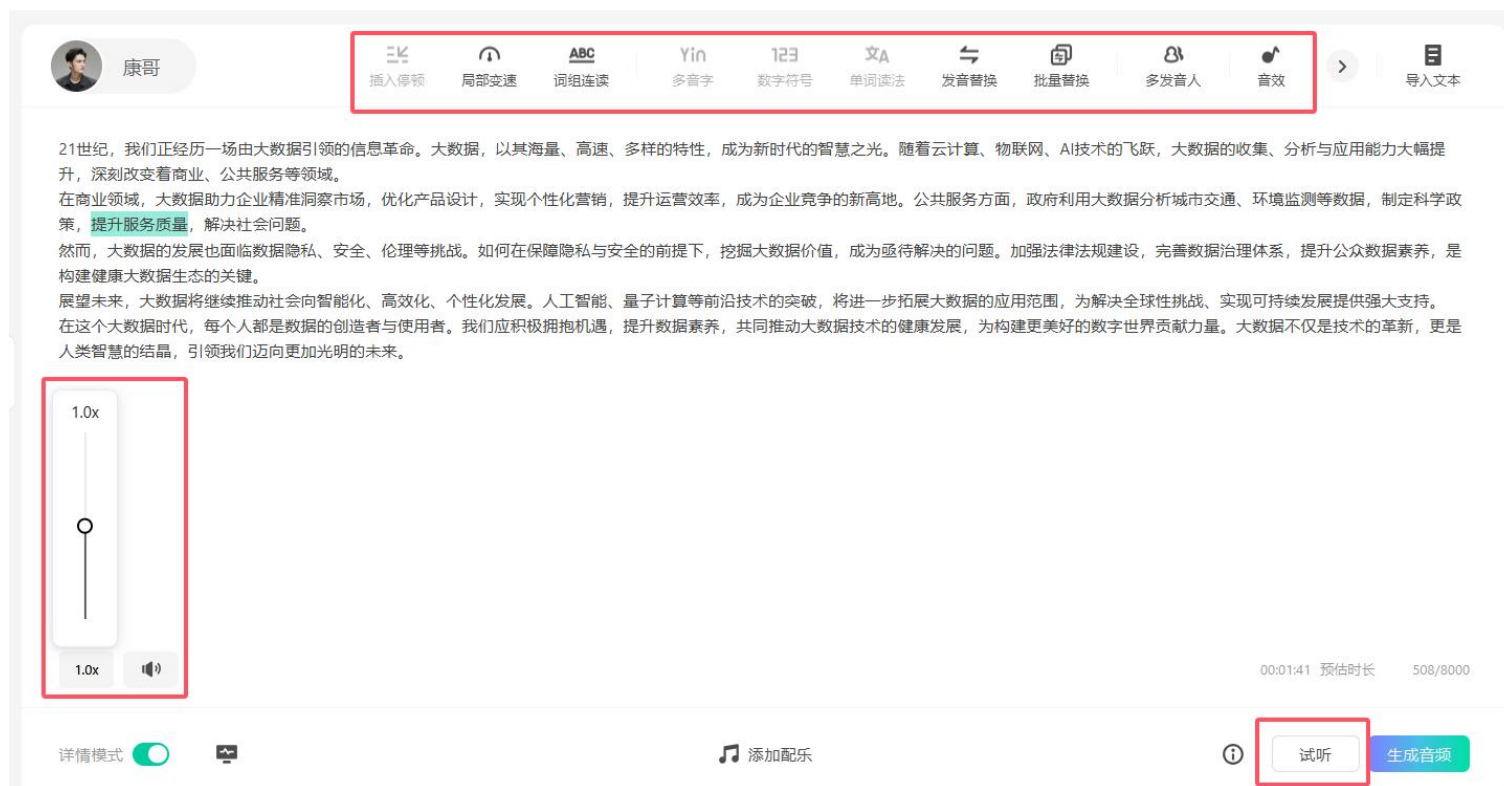 康哥
ABC Yin 123 文A
插入停顿 局部变速 词组连读 多音字 数字符号 单词读法 发音替换 批量替换 多发音人 音效 导入文本
21世纪，我们正经历一场由大数据引领的信息革命。大数据，以其海量、高速、多样的特性，成为新时代的智慧之光。随着云计算、物联网、AI技术的飞跃，大数据的收集、分析与应用能力大幅提
升，深刻改变着商业、公共服务等领域。
在商业领域，大数据助力企业精准洞察市场，优化产品设计，实现个性化营销，提升运营效率，成为企业竞争的新高地。公共服务方面，政府利用大数据分析城市交通、环境监测等数据，制定科学政
策，提升服务质量，解决社会问题。
然而，大数据的发展也面临数据隐私、安全、伦理等挑战。如何在保障隐私与安全的前提下，挖掘大数据价值，成为亟待解决的问题。加强法律法规建设，完善数据治理体系，提升公众数据素养，是
构建健康大数据生态的关键。
展望未来，大数据将继续推动社会向智能化、高效化、个性化发展。人工智能、量子计算等前沿技术的突破，将进一步拓展大数据的应用范围，为解决全球性挑战、实现可持续发展提供强大支持。
在这个大数据时代，每个人都是数据的创造者与使用者。我们应积极拥抱机遇，提升数据素养，共同推动大数据技术的健康发展，为构建更美好的数字世界贡献力量。大数据不仅是技术的革新，更是
人类智慧的结晶，引领我们迈向更加光明的未来。
1.0x
1.0x 00:01:41 预估时长 508/8000
详情模式 添加配乐 试听 生成音频